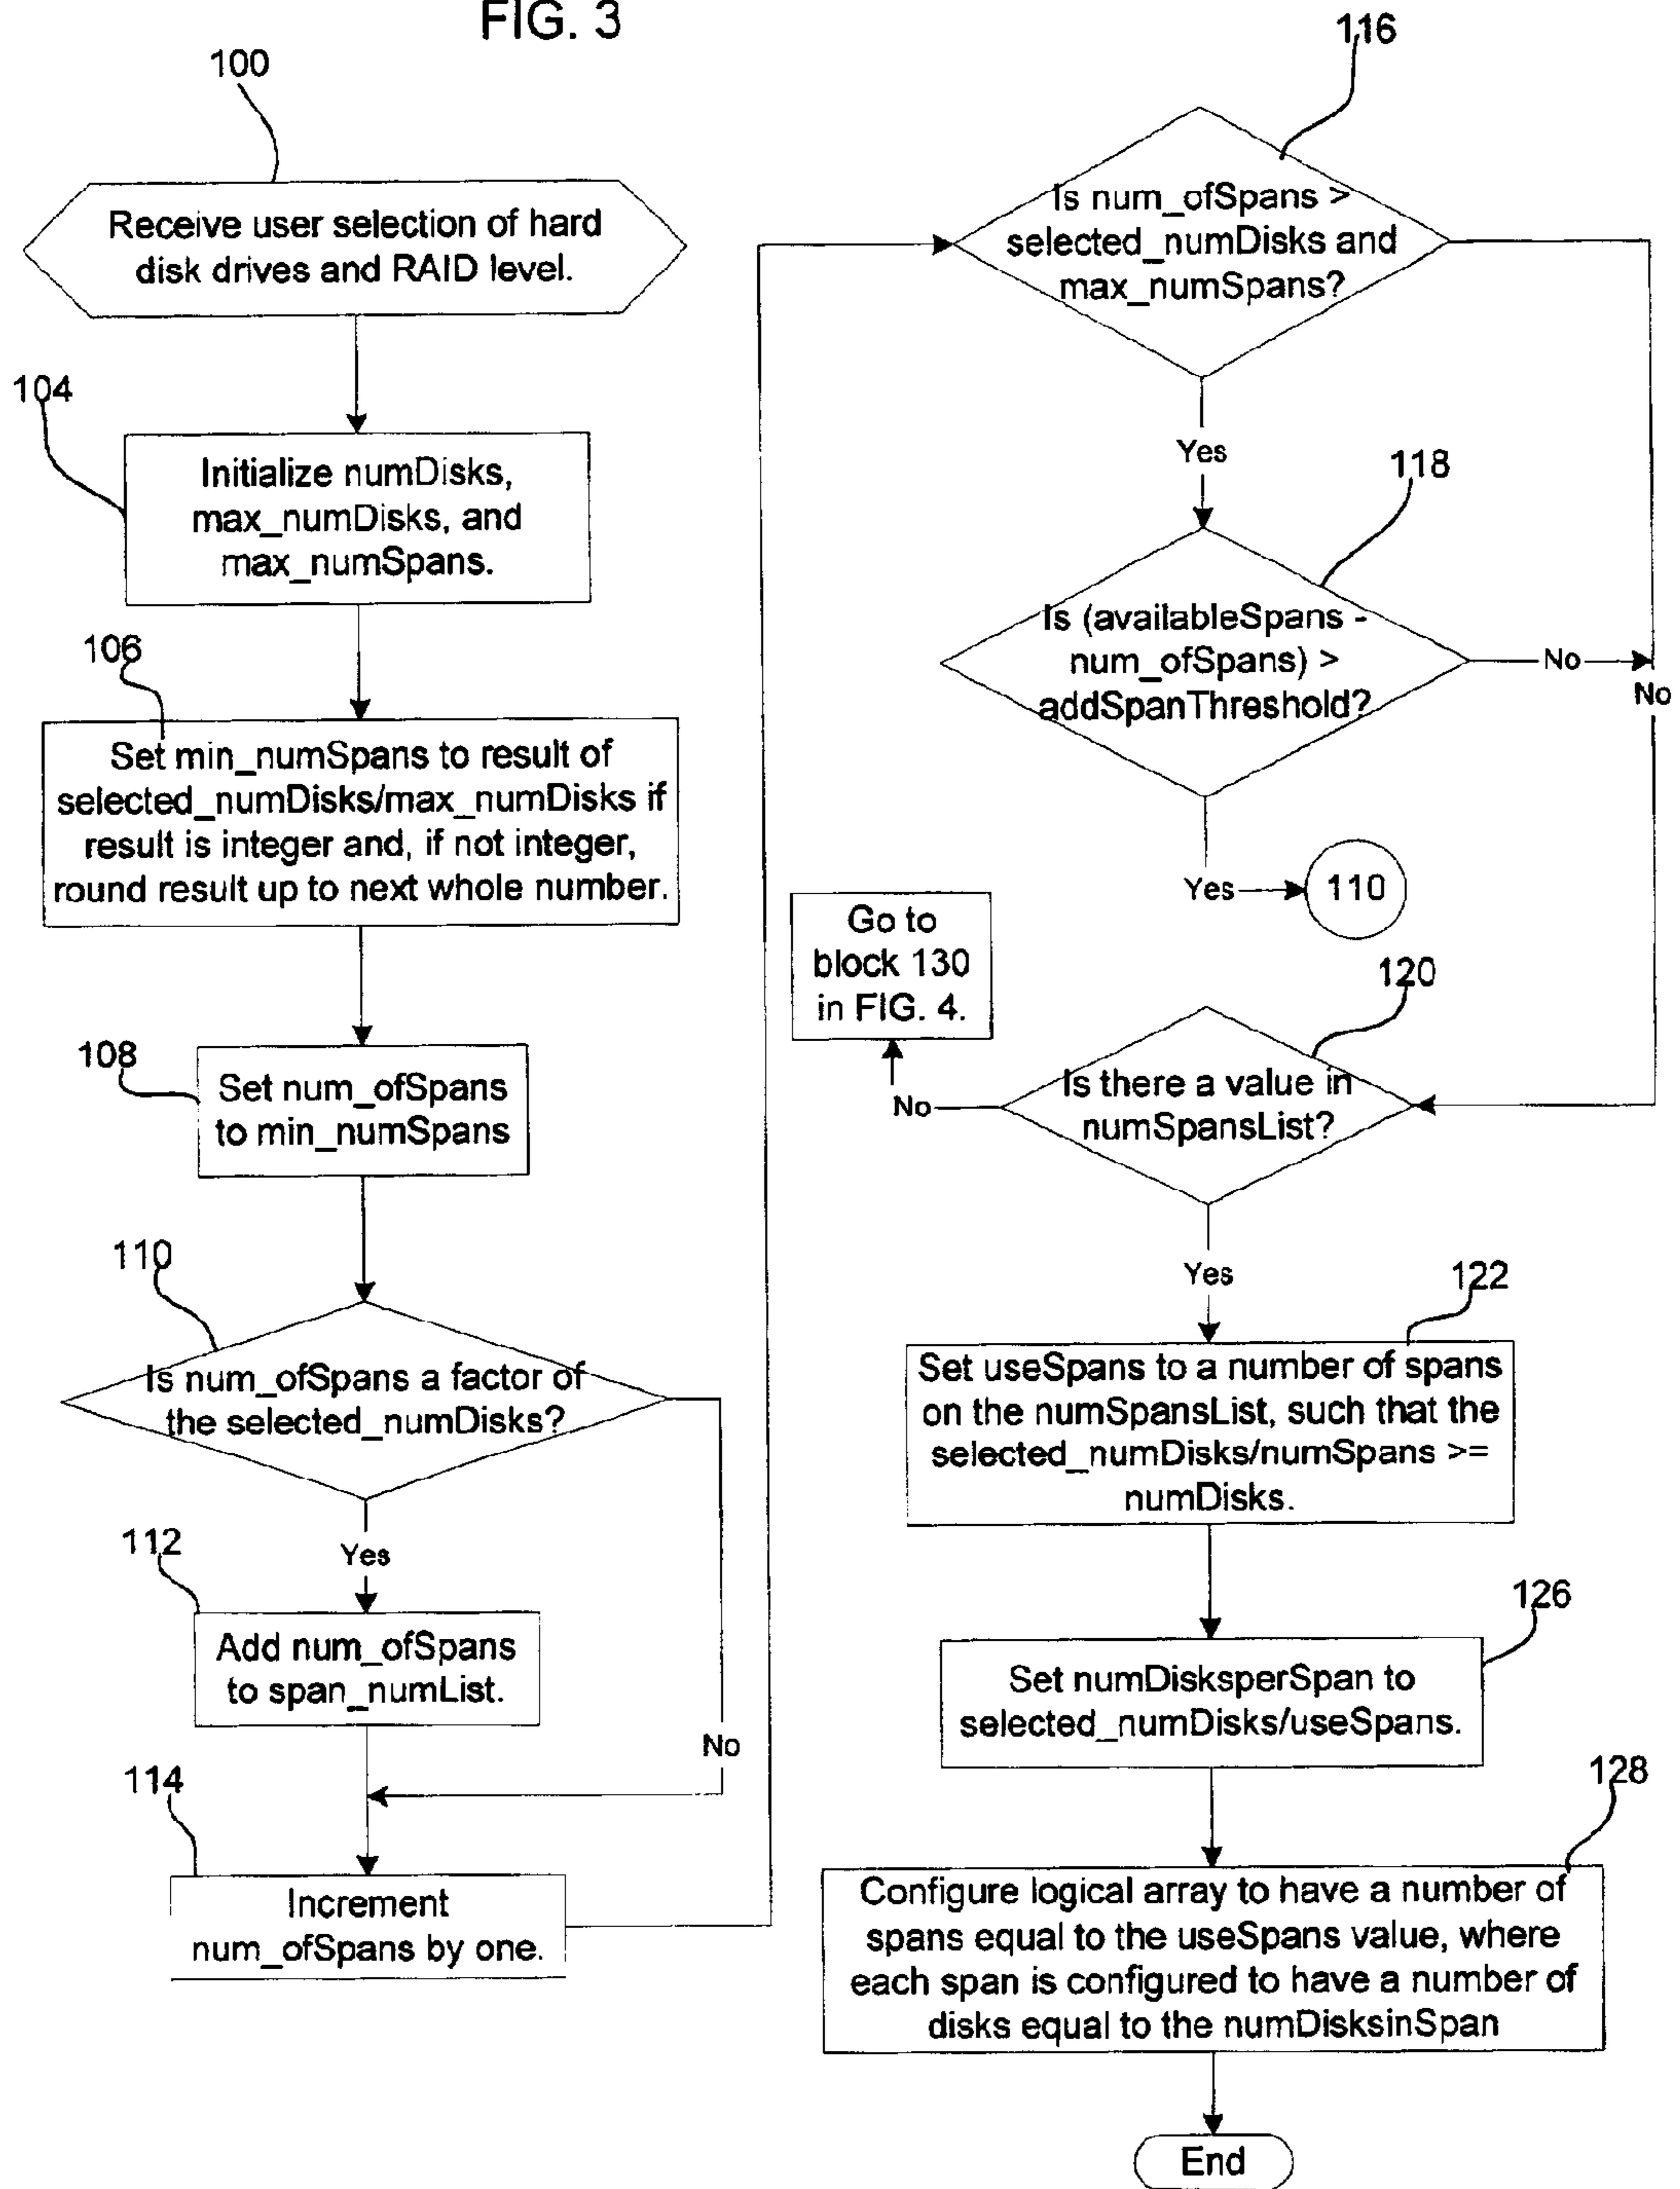 FIG. 3
100
Receive user selection of hard
disk drives and RAID level.
104
Initialize numDisks,
max_numDisks, and
max_numSpans.
106
Set min_numSpans to result of
selected_numDisks/max_numDisks if
result is integer and, if not integer,
round result up to next whole number.
108
Set num_ofSpans
to min_numSpans
110
Is num_ofSpans a factor of
the selected_numDisks?
Yes
No
112
Add num_ofSpans
to span_numList.
114
Increment
num_ofSpans by one.
116
Is num_ofSpans >
selected_numDisks and
max_numSpans?
Yes
No
118
Is (availableSpans -
num_ofSpans) >
addSpanThreshold?
No
Yes
110
120
Is there a value in
numSpansList?
No
Go to
block 130
in FIG. 4.
Yes
122
Set useSpans to a number of spans
on the numSpansList, such that the
selected_numDisks/numSpans >=
numDisks.
126
Set numDisksperSpan to
selected_numDisks/useSpans.
128
Configure logical array to have a number of
spans equal to the useSpans value, where
each span is configured to have a number of
disks equal to the numDisksinSpan
End